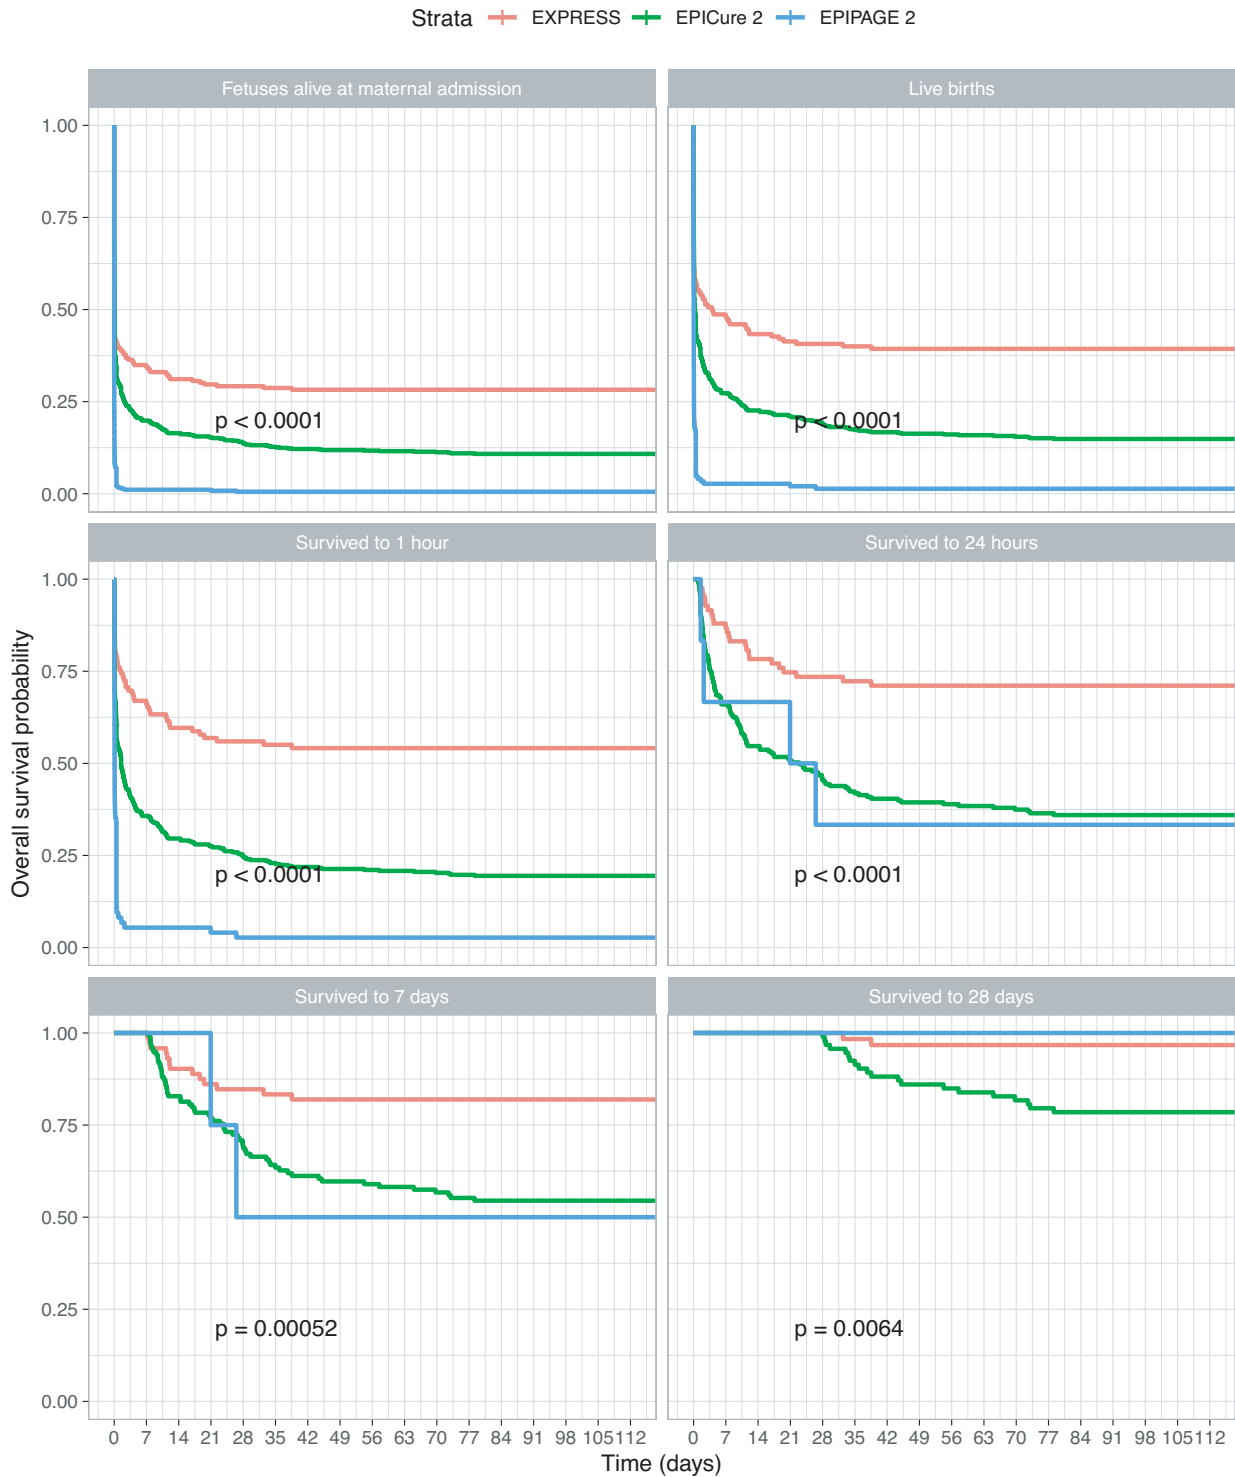 Strata EXPRESS EPICure 2 EPIPAGE 2
Fetuses alive at maternal admission
Live births
1.00
0.75
0.50
0.25
0.00
p < 0.0001
p < 0.0001
Survived to 1 hour
Survived to 24 hours
1.00
0.75
0.50
0.25
0.00
p < 0.0001
p < 0.0001
Overall survival probability
Survived to 7 days
Survived to 28 days
1.00
0.75
0.50
0.25
0.00
p = 0.00052
p = 0.0064
0 7 14 21 28 35 42 49 56 63 70 77 84 91 98 105 112
0 7 14 21 28 35 42 49 56 63 70 77 84 91 98 105 112
Time (days)